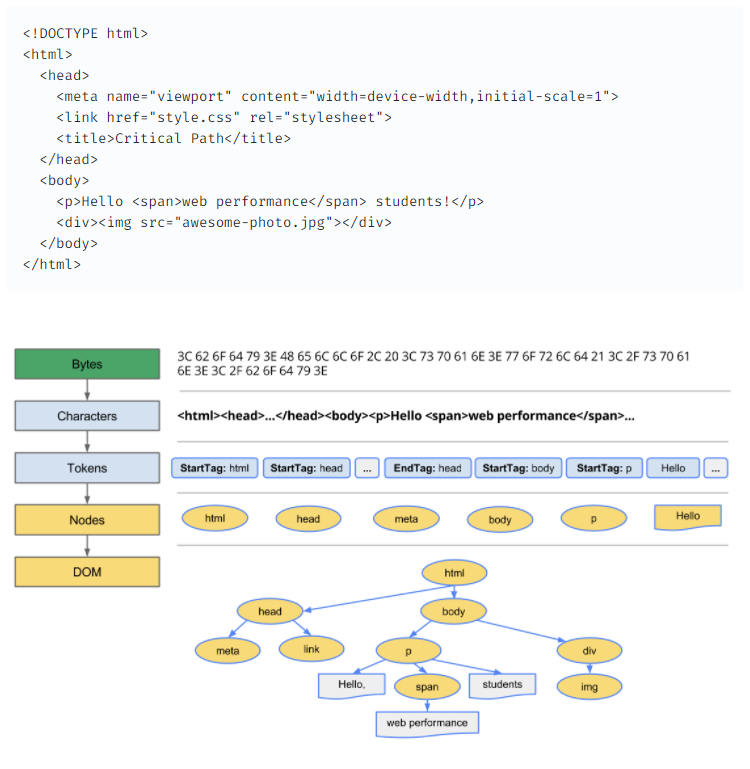 <!DOCTYPE html>
<html>
  <head>
    <meta name="viewport" content="width=device-width,initial-scale=1">
    <link href="style.css" rel="stylesheet">
    <title>Critical Path</title>
  </head>
  <body>
    <p>Hello <span>web performance</span> students!</p>
    <div><img src="awesome-photo.jpg"></div>
  </body>
</html>
Bytes
3C 62 6F 64 79 3E 48 65 6C 6C 6F 2C 20 3C 73 70 61 6E 3E 77 6F 72 6C 64 21 3C 2F 73 70 61
6E 3E 3C 2F 62 6F 64 79 3E
Characters
<html><head>...</head><body><p>Hello <span>web performance</span>...
Tokens
StartTag: html StartTag: head ... EndTag: head StartTag: body StartTag: p Hello ...
Nodes
html head meta body p Hello
DOM
html
head body
meta link p div
Hello, span students img
web performance